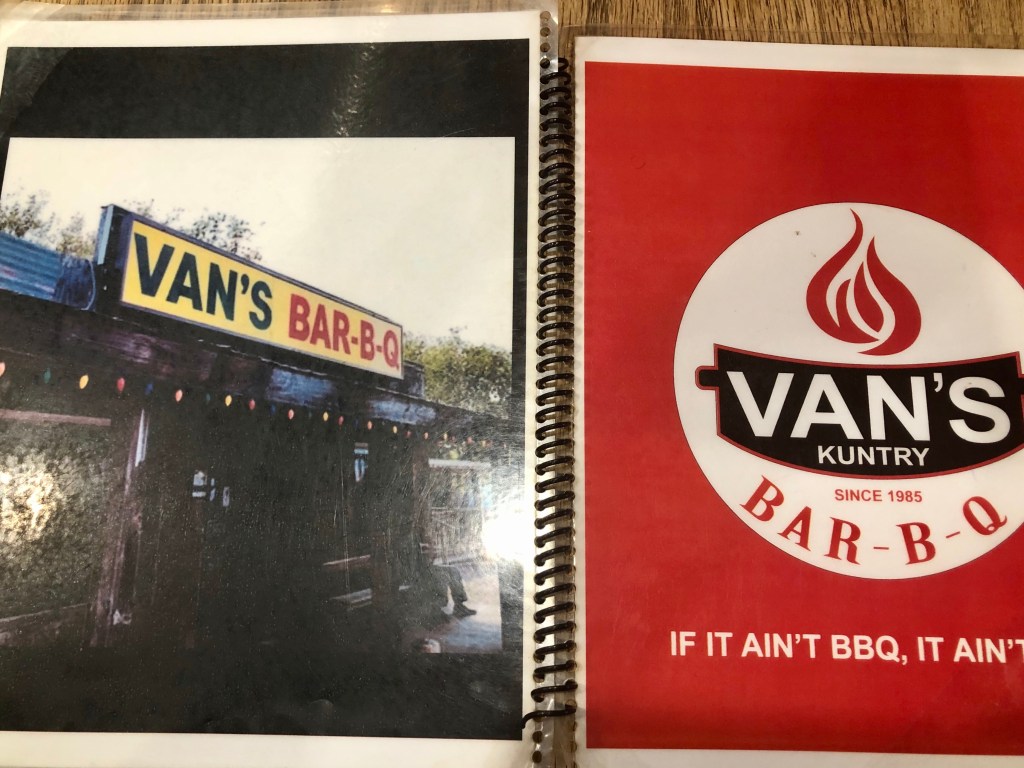 VAN'S BAR-B-Q
VAN'S
KUNTRY
SINCE 1985
BAR-B-Q
IF IT AIN'T BBQ, IT AIN'T